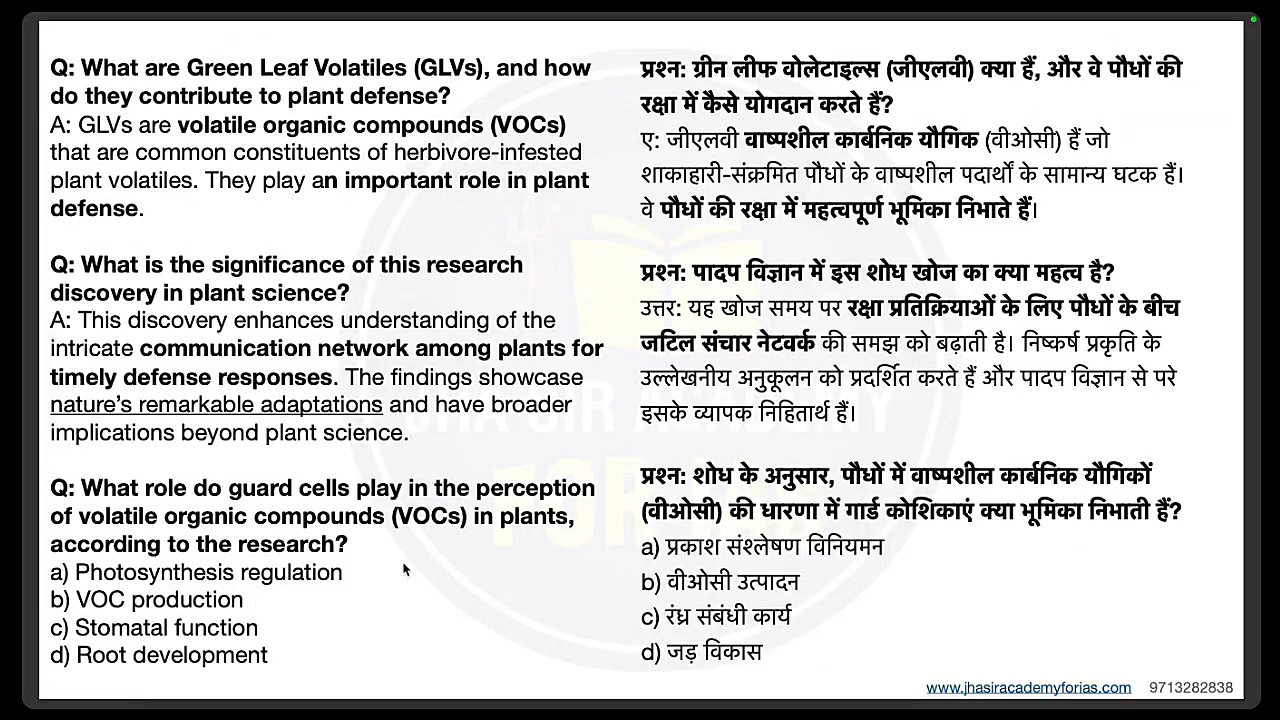 Q: What are Green Leaf Volatiles (GLVs), and how
do they contribute to plant defense?
A: GLVs are volatile organic compounds (VOCs)
that are common constituents of herbivore-infested
plant volatiles. They play an important role in plant
defense.
Q: What is the significance of this research
discovery in plant science?
A: This discovery enhances understanding of the
intricate communication network among plants for
timely defense responses. The findings showcase
nature's remarkable adaptations and have broader
implications beyond plant science.
Q: What role do guard cells play in the perception
of volatile organic compounds (VOCs) in plants,
according to the research?
a) Photosynthesis regulation
b) VOC production
c) Stomatal function
d) Root development
प्रश्न: ग्रीन लीफ वोलेटाइल्स (जीएलवी) क्या हैं, और वे पौधों की
रक्षा में कैसे योगदान करते हैं?
ए: जीएलवी वाष्पशील कार्बनिक यौगिक (वीओसी) हैं जो
शाकाहारी-संक्रमित पौधों के वाष्पशील पदार्थों के सामान्य घटक हैं।
वे पौधों की रक्षा में महत्वपूर्ण भूमिका निभाते हैं।
प्रश्न: पादप विज्ञान में इस शोध खोज का क्या महत्व है?
उत्तर: यह खोज समय पर रक्षा प्रतिक्रियाओं के लिए पौधों के बीच
जटिल संचार नेटवर्क की समझ को बढ़ाती है। निष्कर्ष प्रकृति के
उल्लेखनीय अनुकूलन को प्रदर्शित करते हैं और पादप विज्ञान से परे
इसके व्यापक निहितार्थ हैं।
प्रश्न: शोध के अनुसार, पौधों में वाष्पशील कार्बनिक यौगिकों
(वीओसी) की धारणा में गार्ड कोशिकाएं क्या भूमिका निभाती हैं?
a) प्रकाश संश्लेषण विनियमन
b) वीओसी उत्पादन
c) रंध्र संबंधी कार्य
d) जड़ विकास
JHA SIR ACADEMY
FOR IAS
www.jhasiracademyforias.com 9713282838